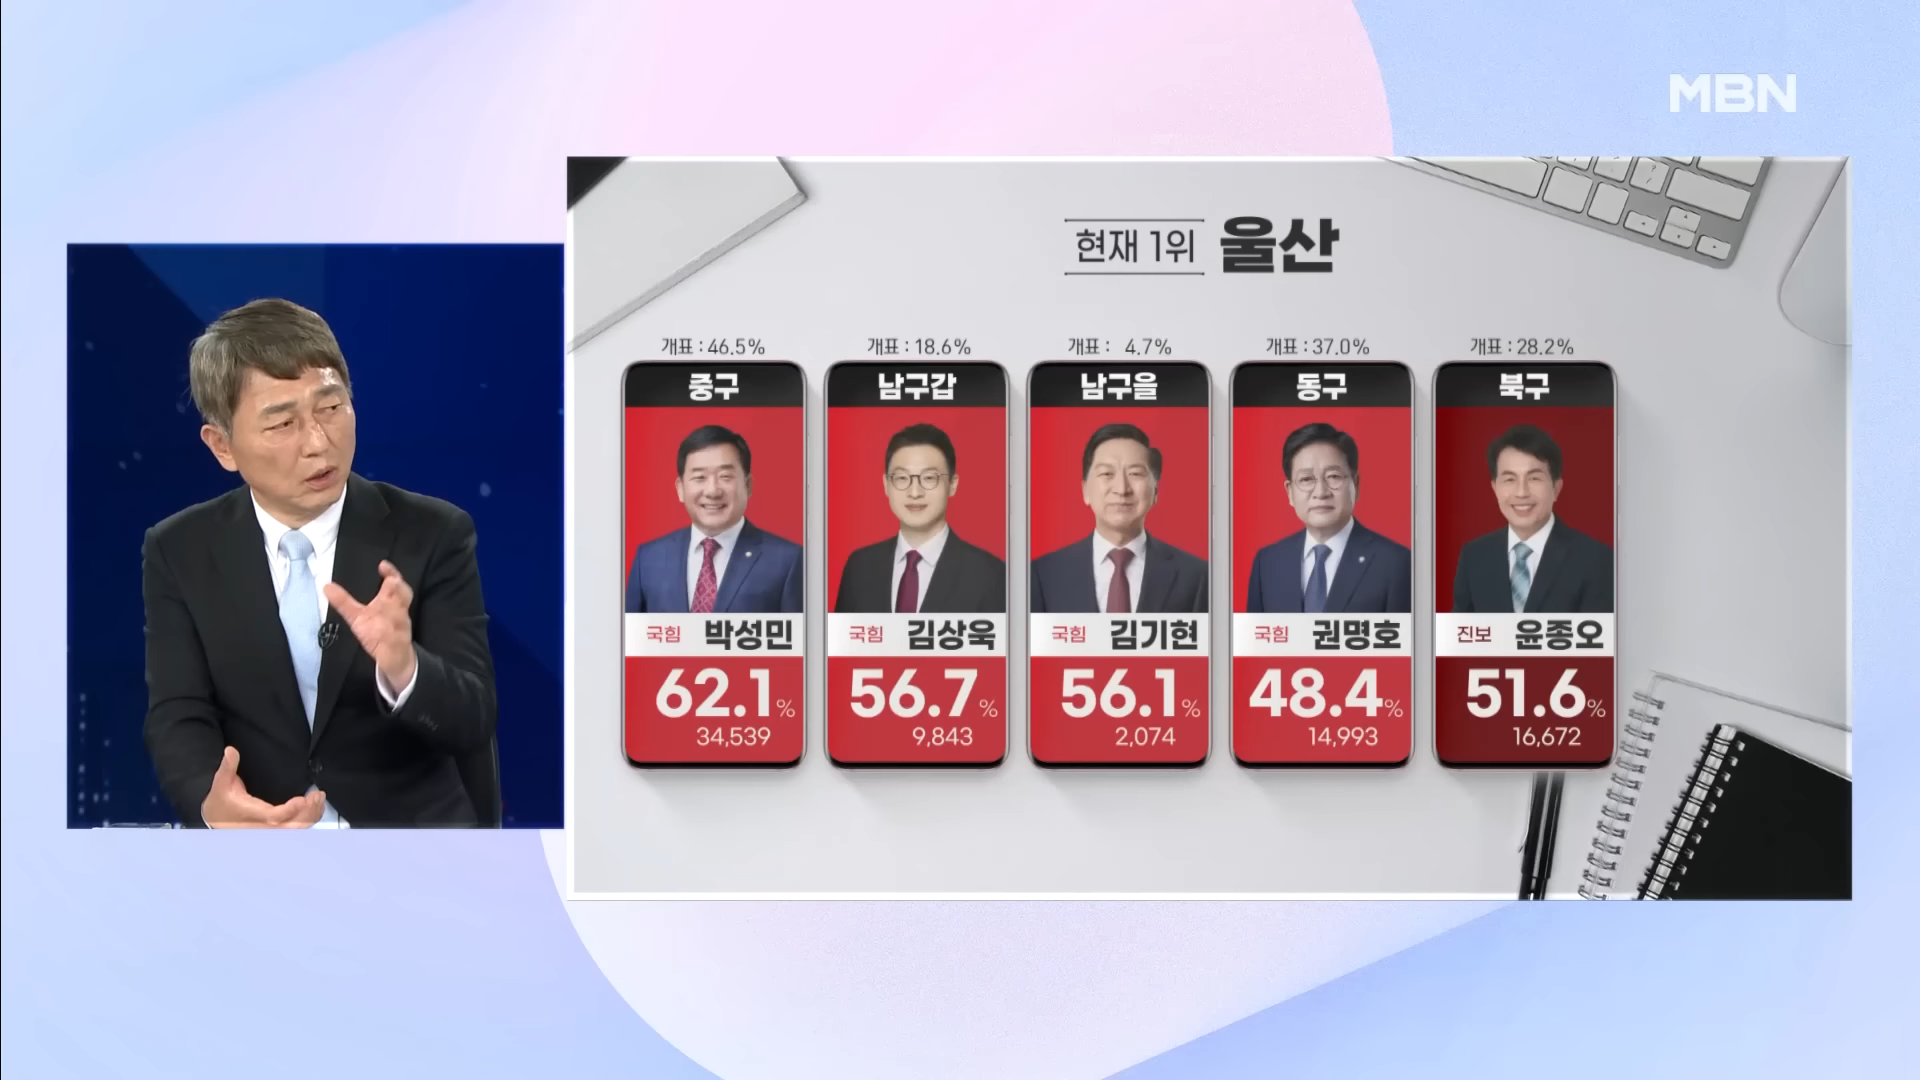 MBN
현재 1위 울산
개표 : 46.5%
중구
국힘 박성민
62.1%
34,539
개표 : 18.6%
남구갑
국힘 김상욱
56.7%
9,843
개표 : 4.7%
남구을
국힘 김기현
56.1%
2,074
개표 : 37.0%
동구
국힘 권명호
48.4%
14,993
개표 : 28.2%
북구
진보 윤종오
51.6%
16,672